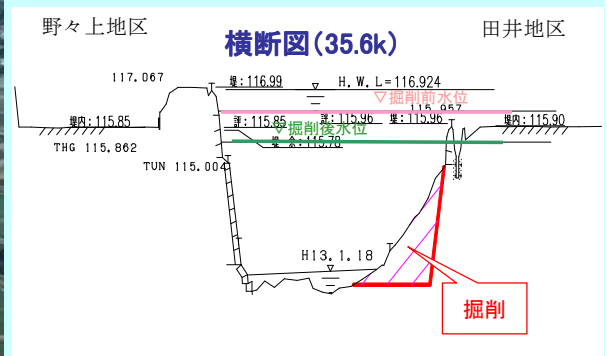 野々上地区
田井地区
横断図(35.6k)
117.067
堤:116.99
H.W.L=116.924
▽掘削前水位
115.957
堤内:115.85
評:115.85
評:115.96
堤:115.96
堤内:115.90
▽掘削後水位
THG 115.862
TUN 115.004
H13.1.18
掘削